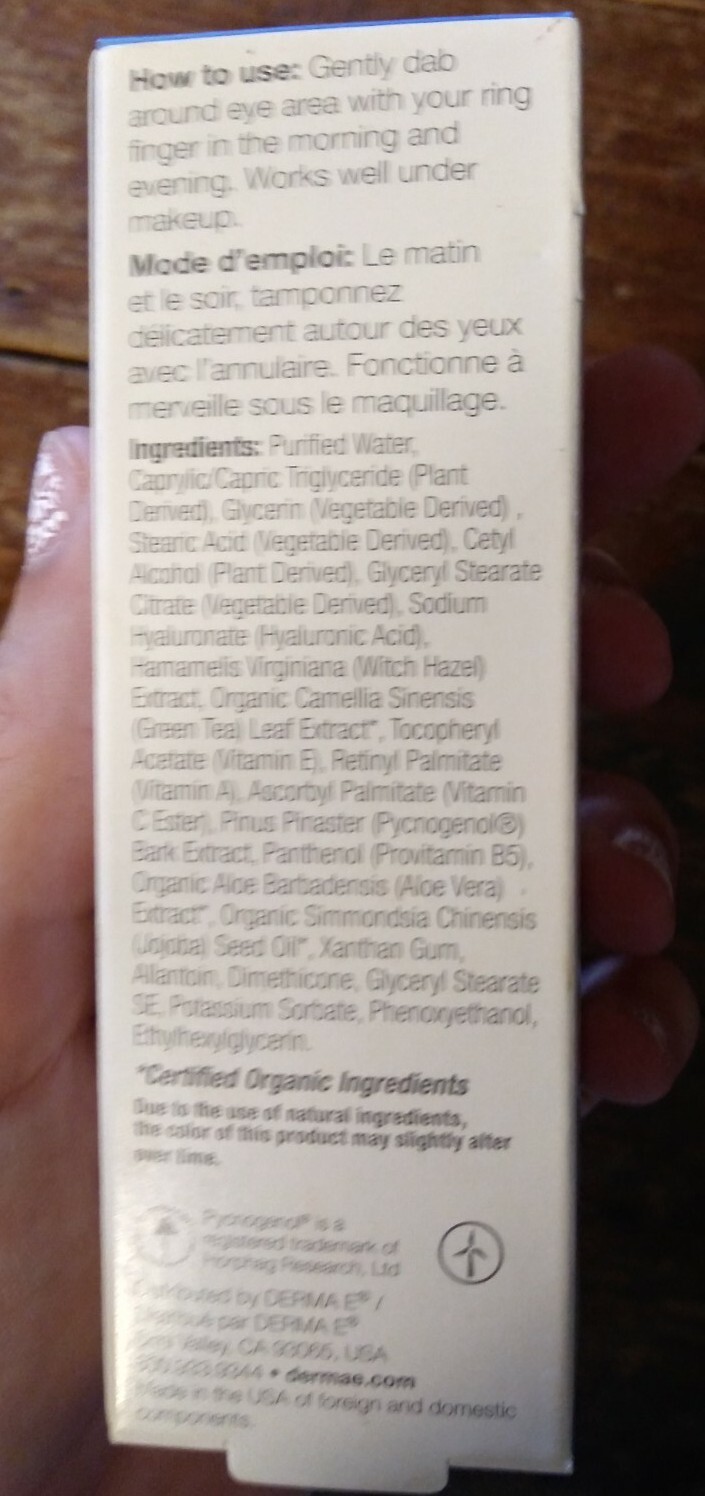 How to use: Gently dab
around eye area with your ring
finger in the morning and
evening. Works well under
makeup.
Mode d'emploi: Le matin
et le soir, tamponnez
délicatement autour des yeux
avec l'annulaire. Fonctionne à
merveille sous le maquillage.
Ingredients: Purified Water,
Caprylic/Capric Triglyceride (Plant
Derived), Glycerin (Vegetable Derived) ,
Stearic Acid (Vegetable Derived), Cetyl
Alcohol (Plant Derived), Glyceryl Stearate
Citrate (Vegetable Derived), Sodium
Hyaluronate (Hyaluronic Acid),
Hamamelis Virginiana (Witch Hazel)
Extract, Organic Camellia Sinensis
(Green Tea) Leaf Extract*, Tocopheryl
Acetate (Vitamin E), Retinyl Palmitate
(Vitamin A), Ascorbyl Palmitate (Vitamin
C Ester), Pinus Pinaster (Pycnogenol®)
Bark Extract, Panthenol (Provitamin B5),
Organic Aloe Barbadensis (Aloe Vera)
Extract*, Organic Simmondsia Chinensis
(Jojoba) Seed Oil*, Xanthan Gum,
Allantoin, Dimethicone, Glyceryl Stearate
SE, Potassium Sorbate, Phenoxyethanol,
Ethylhexylglycerin.
*Certified Organic Ingredients
Due to the use of natural ingredients,
the color of this product may slightly alter
over time.
Pycnogenol® is a
registered trademark of
Horphag Research, Ltd
Distributed by DERMA E® /
Distribué par DERMA E®
Valley, CA 93065, USA
dermae.com
Made in the USA of foreign and domestic
components.